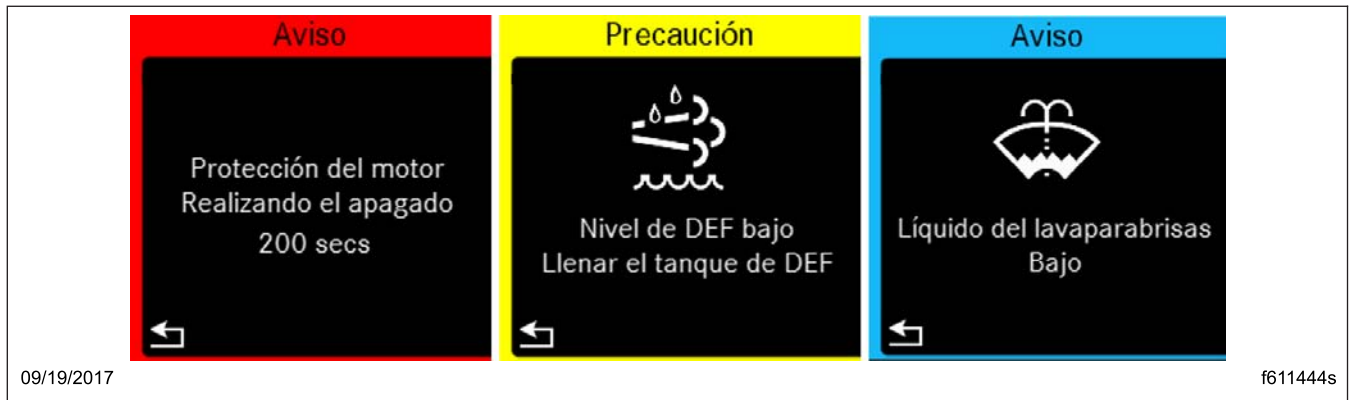 Aviso
Protección del motor
Realizando el apagado
200 secs
Precaución
Nivel de DEF bajo
Llenar el tanque de DEF
Aviso
Líquido del lavaparabrisas
Bajo
09/19/2017
f611444s